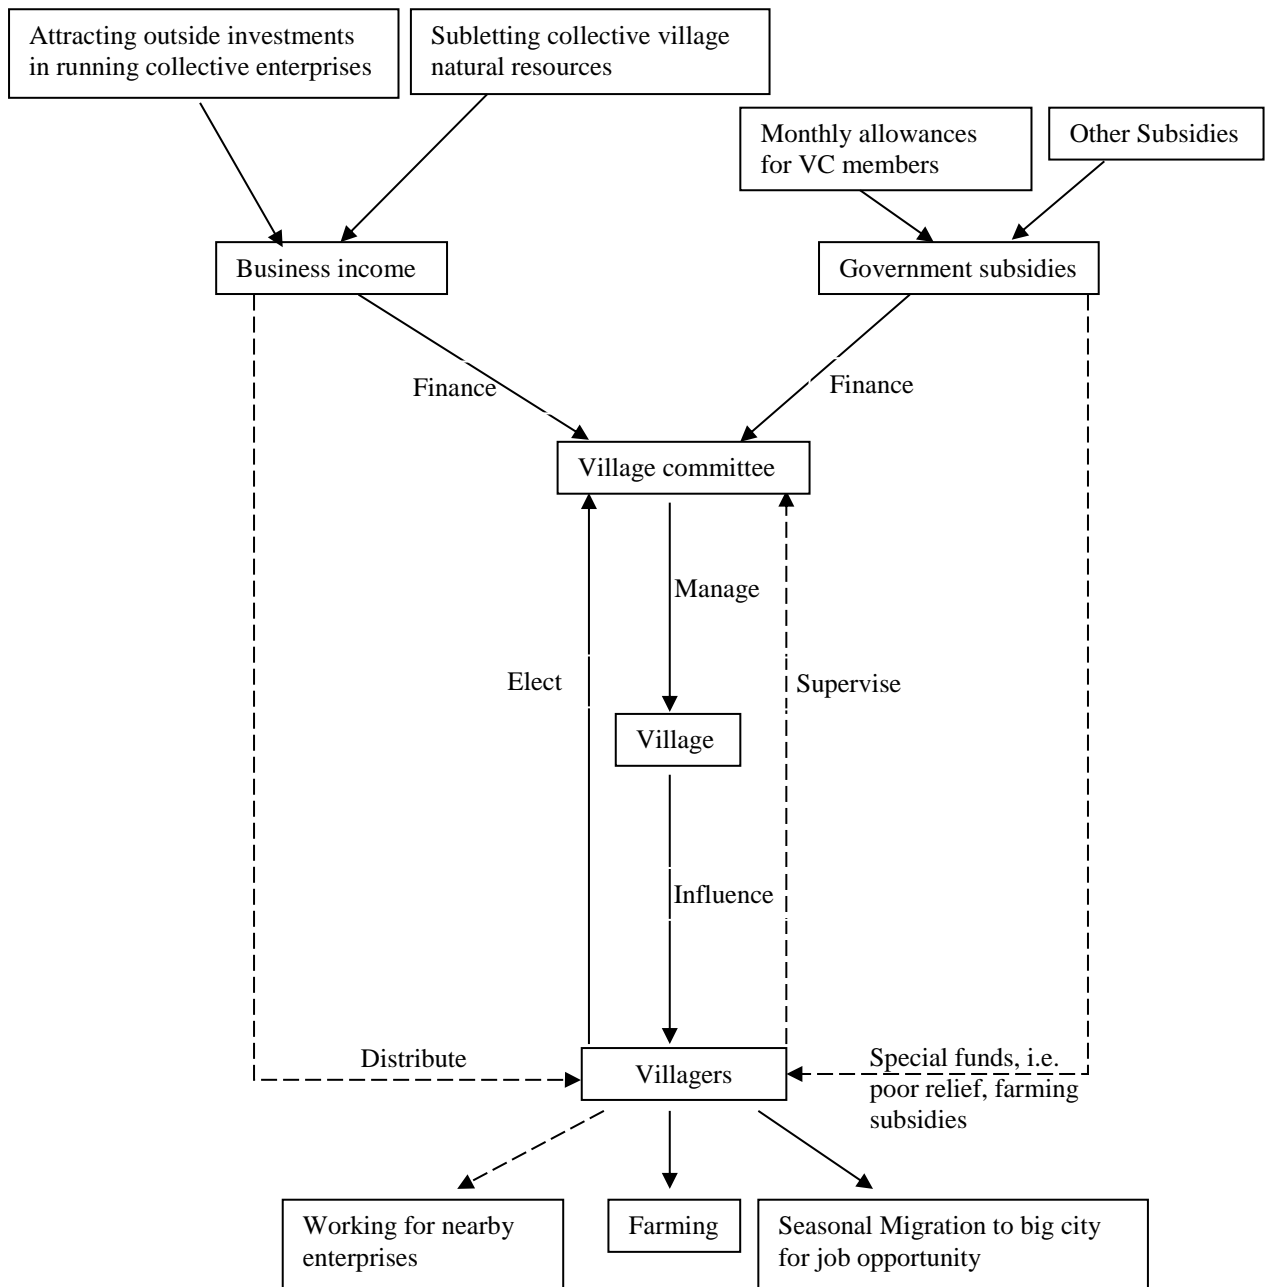 Attracting outside investments
in running collective enterprises
Subletting collective village
natural resources
Monthly allowances
for VC members
Other Subsidies
Business income
Government subsidies
Finance
Finance
Village committee
Manage
Elect
Supervise
Village
Influence
Distribute
Villagers
Special funds, i.e.
poor relief, farming
subsidies
Working for nearby
enterprises
Farming
Seasonal Migration to big city
for job opportunity